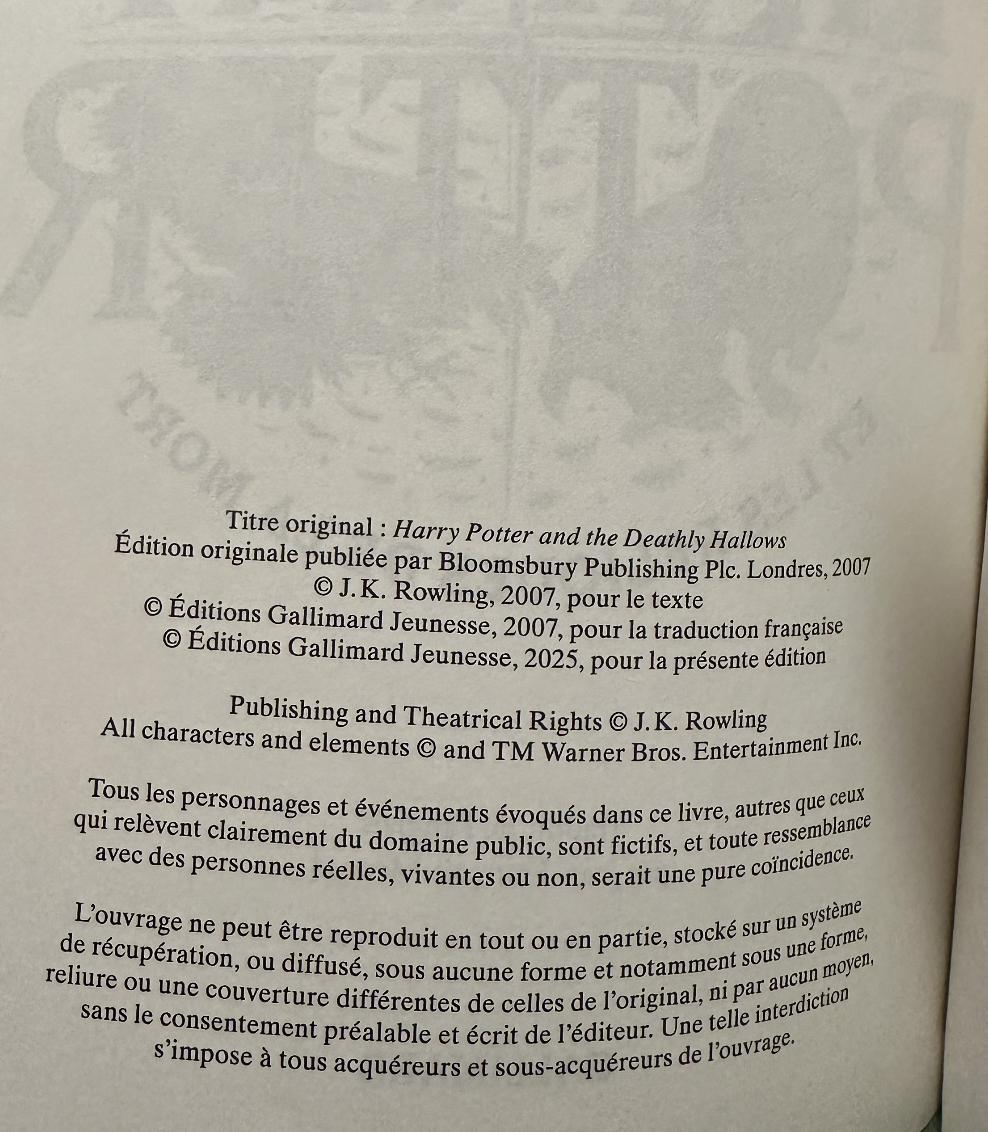 Titre original : Harry Potter and the Deathly Hallows
Édition originale publiée par Bloomsbury Publishing Plc. Londres, 2007
© J. K. Rowling, 2007, pour le texte
© Éditions Gallimard Jeunesse, 2007, pour la traduction française
© Éditions Gallimard Jeunesse, 2025, pour la présente édition
Publishing and Theatrical Rights © J. K. Rowling
All characters and elements © and TM Warner Bros. Entertainment Inc.
Tous les personnages et événements évoqués dans ce livre, autres que ceux
qui relèvent clairement du domaine public, sont fictifs, et toute ressemblance
avec des personnes réelles, vivantes ou non, serait une pure coïncidence.
L'ouvrage ne peut être reproduit en tout ou en partie, stocké sur un système
de récupération, ou diffusé, sous aucune forme et notamment sous une forme,
reliure ou une couverture différentes de celles de l'original, ni par aucun moyen,
sans le consentement préalable et écrit de l'éditeur. Une telle interdiction
s'impose à tous acquéreurs et sous-acquéreurs de l'ouvrage.